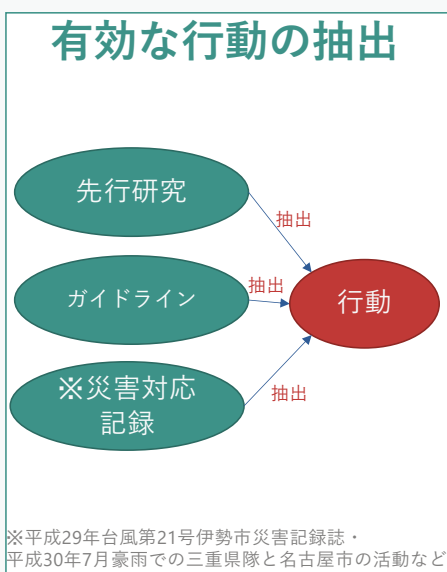 有効な行動の抽出
先行研究
抽出
ガイドライン
抽出
行動
※災害対応
記録
抽出
※平成29年台風第21号伊勢市災害記録誌・
平成30年7月豪雨での三重県隊と名古屋市の活動など